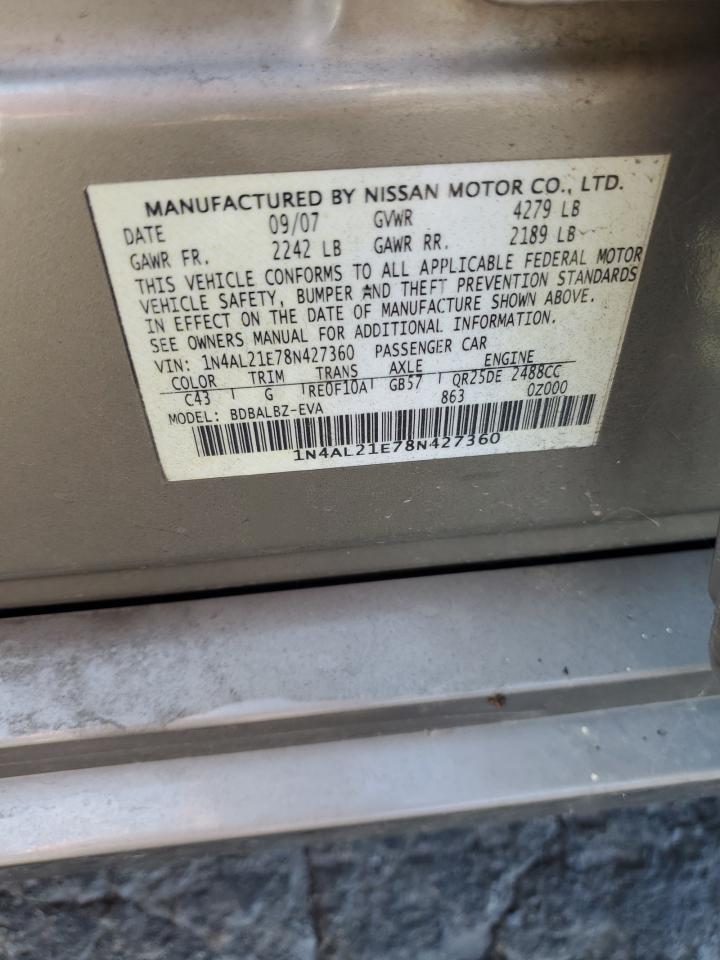 MANUFACTURED BY NISSAN MOTOR CO., LTD.
DATE 09/07 GVWR 4279 LB
GAWR FR. 2242 LB GAWR RR. 2189 LB
THIS VEHICLE CONFORMS TO ALL APPLICABLE FEDERAL MOTOR
VEHICLE SAFETY, BUMPER AND THEFT PREVENTION STANDARDS
IN EFFECT ON THE DATE OF MANUFACTURE SHOWN ABOVE.
SEE OWNERS MANUAL FOR ADDITIONAL INFORMATION.
VIN: 1N4AL21E78N427360 PASSENGER CAR
COLOR TRIM TRANS AXLE ENGINE
C43 G RE0F10A GB57 QR25DE 2488CC
MODEL: BDBALBZ-EVA 863 0Z000
1N4AL21E78N427360